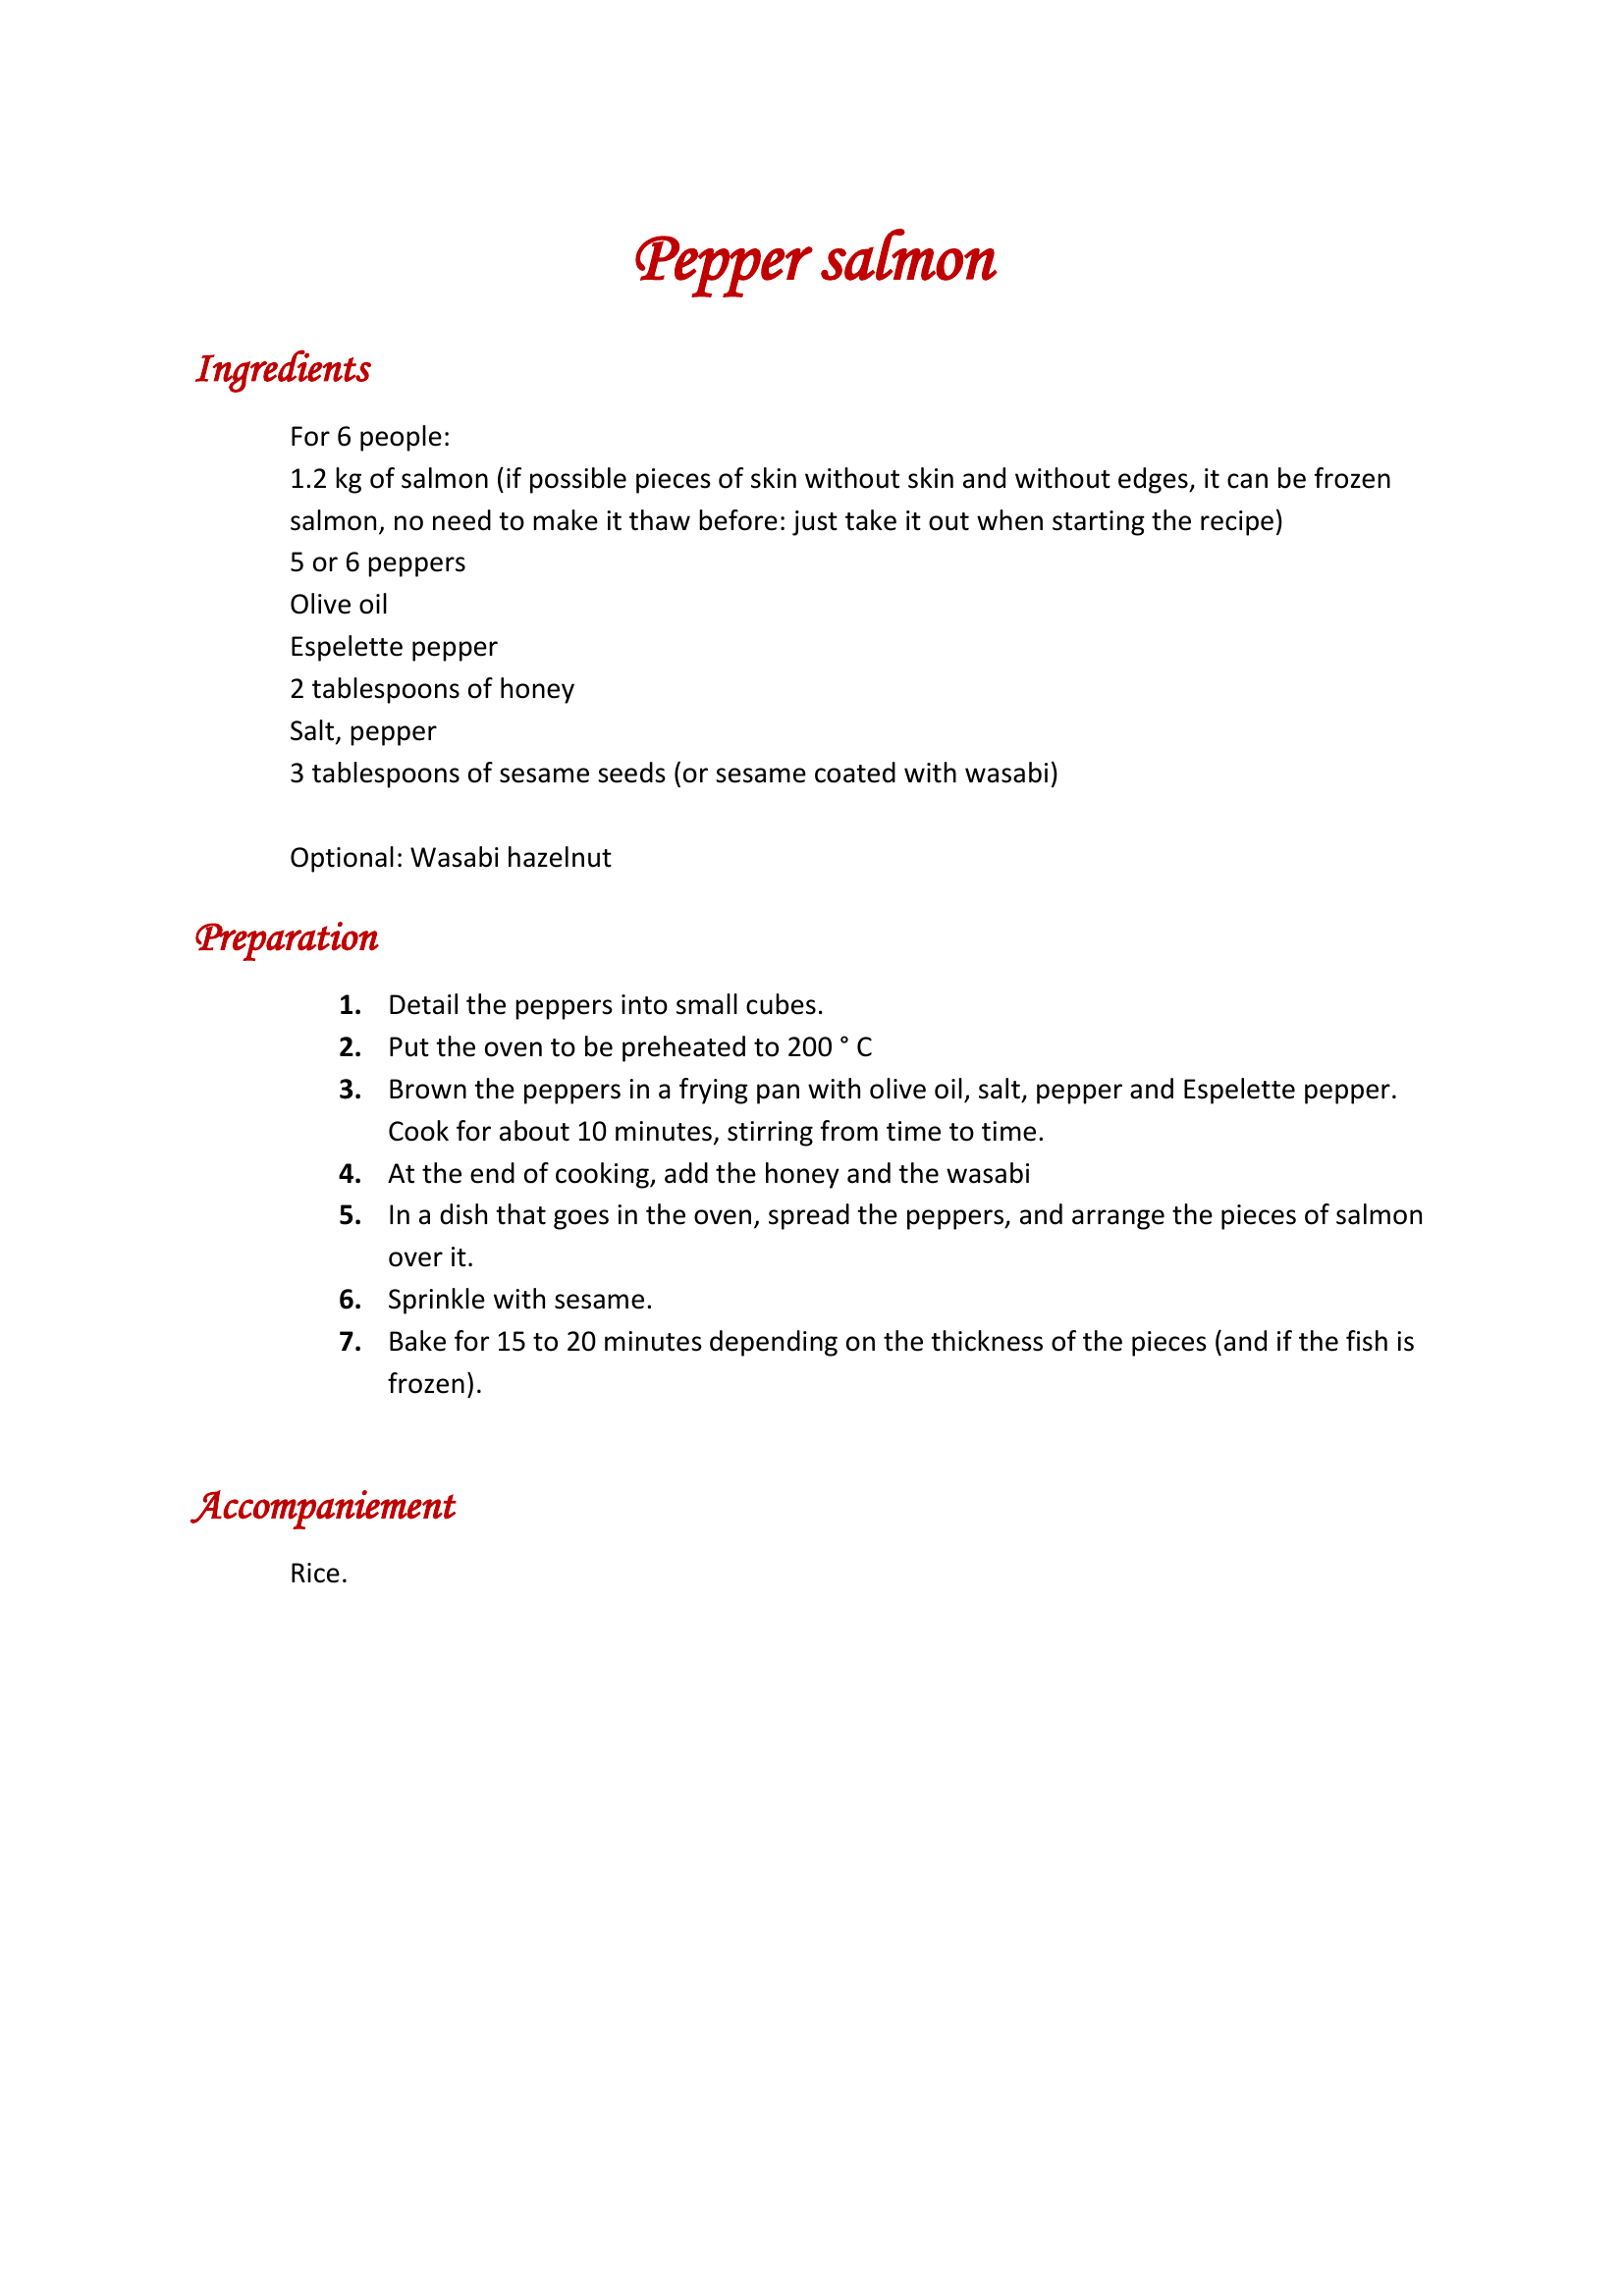 Pepper salmon
Ingredients
For 6 people:
1.2 kg of salmon (if possible pieces of skin without skin and without edges, it can be frozen
salmon, no need to make it thaw before: just take it out when starting the recipe)
5 or 6 peppers
Olive oil
Espelette pepper
2 tablespoons of honey
Salt, pepper
3 tablespoons of sesame seeds (or sesame coated with wasabi)
Optional: Wasabi hazelnut
Preparation
1. Detail the peppers into small cubes.
2. Put the oven to be preheated to 200 ° C
3. Brown the peppers in a frying pan with olive oil, salt, pepper and Espelette pepper.
Cook for about 10 minutes, stirring from time to time.
4. At the end of cooking, add the honey and the wasabi
5. In a dish that goes in the oven, spread the peppers, and arrange the pieces of salmon
over it.
6. Sprinkle with sesame.
7. Bake for 15 to 20 minutes depending on the thickness of the pieces (and if the fish is
frozen).
Accompaniement
Rice.